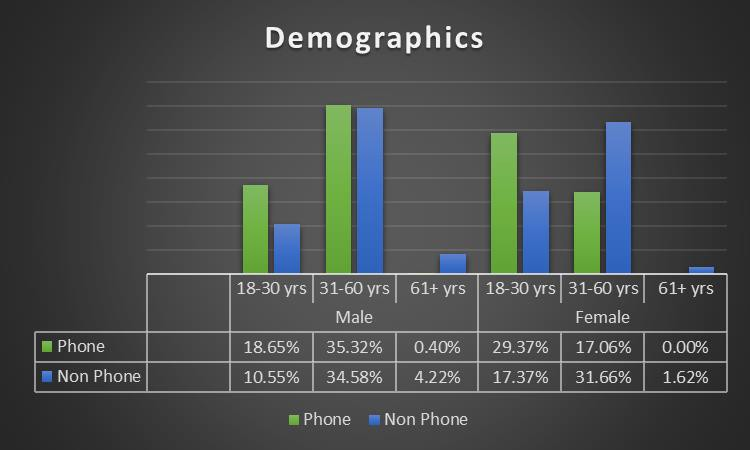 Demographics
18-30 yrs 31-60 yrs 61+ yrs 18-30 yrs 31-60 yrs 61+ yrs
Male Female
Phone 18.65% 35.32% 0.40% 29.37% 17.06% 0.00%
Non Phone 10.55% 34.58% 4.22% 17.37% 31.66% 1.62%
Phone Non Phone